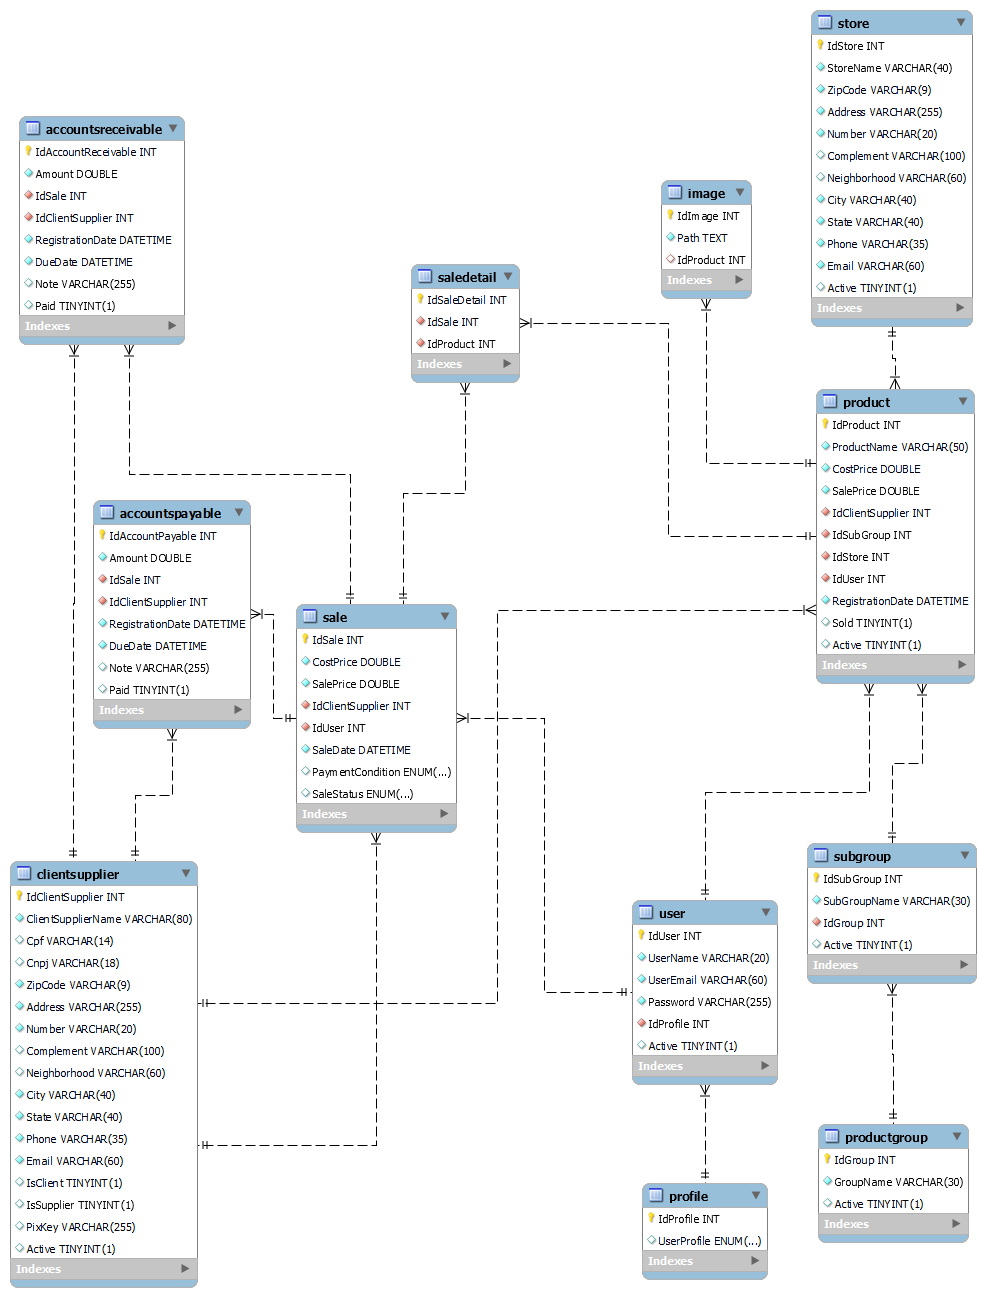 store
IdStore INT
StoreName VARCHAR(40)
ZipCode VARCHAR(9)
Address VARCHAR(255)
Number VARCHAR(20)
Complement VARCHAR(100)
Neighborhood VARCHAR(60)
City VARCHAR(40)
State VARCHAR(40)
Phone VARCHAR(35)
Email VARCHAR(60)
Active TINYINT(1)
Indexes
accountsreceivable
IdAccountReceivable INT
Amount DOUBLE
IdSale INT
IdClientSupplier INT
RegistrationDate DATETIME
DueDate DATETIME
Note VARCHAR(255)
Paid TINYINT(1)
Indexes
image
IdImage INT
Path TEXT
IdProduct INT
Indexes
saledetail
IdSaleDetail INT
IdSale INT
IdProduct INT
Indexes
product
IdProduct INT
ProductName VARCHAR(50)
CostPrice DOUBLE
SalePrice DOUBLE
IdClientSupplier INT
IdSubGroup INT
IdStore INT
IdUser INT
RegistrationDate DATETIME
Sold TINYINT(1)
Active TINYINT(1)
Indexes
accountspayable
IdAccountPayable INT
Amount DOUBLE
IdSale INT
IdClientSupplier INT
RegistrationDate DATETIME
DueDate DATETIME
Note VARCHAR(255)
Paid TINYINT(1)
Indexes
sale
IdSale INT
CostPrice DOUBLE
SalePrice DOUBLE
IdClientSupplier INT
IdUser INT
SaleDate DATETIME
PaymentCondition ENUM(...)
SaleStatus ENUM(...)
Indexes
clientsupplier
IdClientSupplier INT
ClientSupplierName VARCHAR(80)
Cpf VARCHAR(14)
Cnpj VARCHAR(18)
ZipCode VARCHAR(9)
Address VARCHAR(255)
Number VARCHAR(20)
Complement VARCHAR(100)
Neighborhood VARCHAR(60)
City VARCHAR(40)
State VARCHAR(40)
Phone VARCHAR(35)
Email VARCHAR(60)
IsClient TINYINT(1)
IsSupplier TINYINT(1)
PixKey VARCHAR(255)
Active TINYINT(1)
Indexes
user
IdUser INT
UserName VARCHAR(20)
UserEmail VARCHAR(60)
Password VARCHAR(255)
IdProfile INT
Active TINYINT(1)
Indexes
subgroup
IdSubGroup INT
SubGroupName VARCHAR(30)
IdGroup INT
Active TINYINT(1)
Indexes
productgroup
IdGroup INT
GroupName VARCHAR(30)
Active TINYINT(1)
Indexes
profile
IdProfile INT
UserProfile ENUM(...)
Indexes